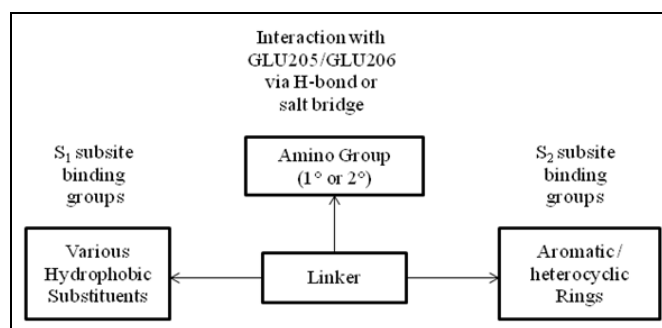 Interaction with
GLU205/GLU206
via H-bond or
salt bridge
S₁ subsite
binding
groups
Amino Group
(1° or 2°)
S₂ subsite
binding
groups
Various
Hydrophobic
Substituents
Linker
Aromatic/
heterocyclic
Rings